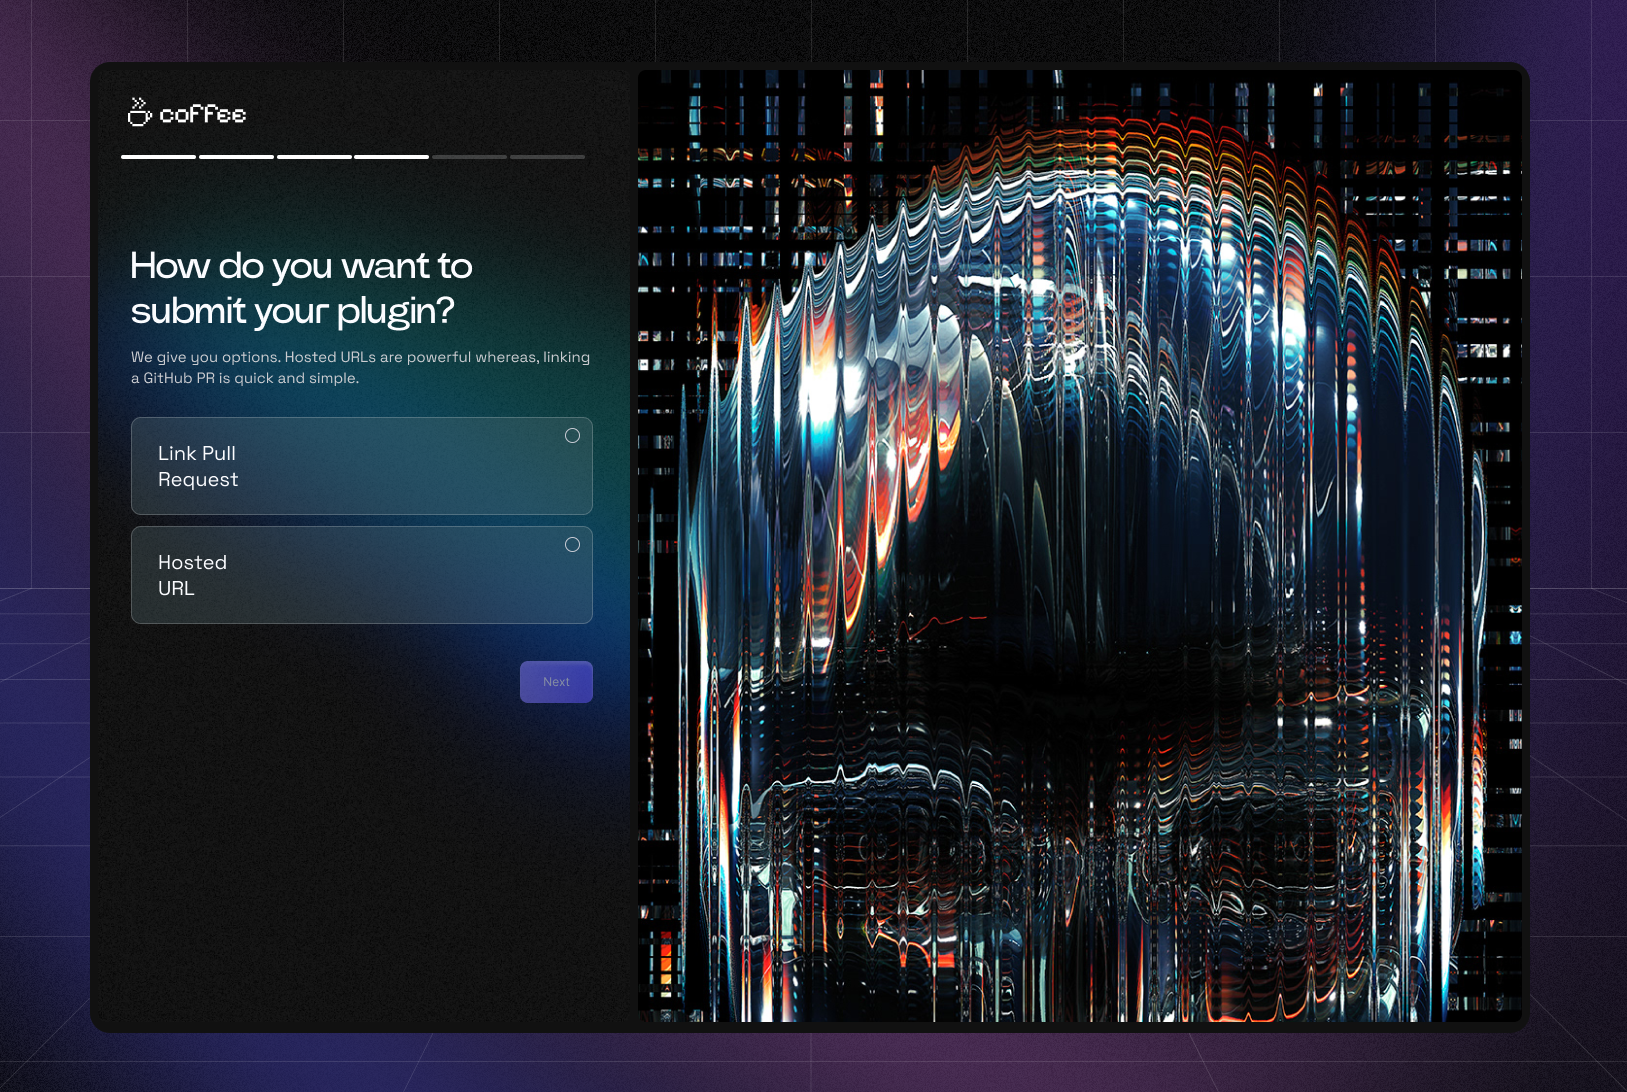 coffee
How do you want to
submit your plugin?
We give you options. Hosted URLs are powerful whereas, linking
a GitHub PR is quick and simple.
Link Pull
Request
Hosted
URL
Next